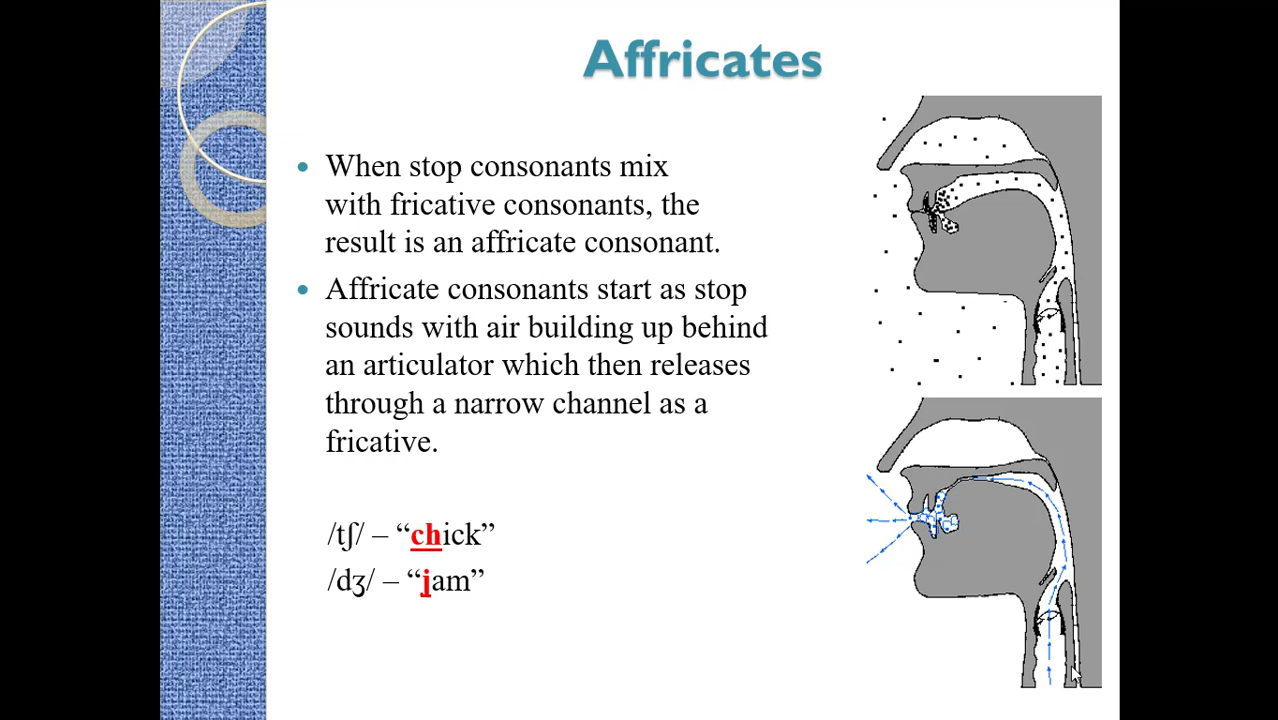 Affricates
• When stop consonants mix
with fricative consonants, the
result is an affricate consonant.
• Affricate consonants start as stop
sounds with air building up behind
an articulator which then releases
through a narrow channel as a
fricative.
/tʃ/ – “chick”
/dʒ/ – “jam”